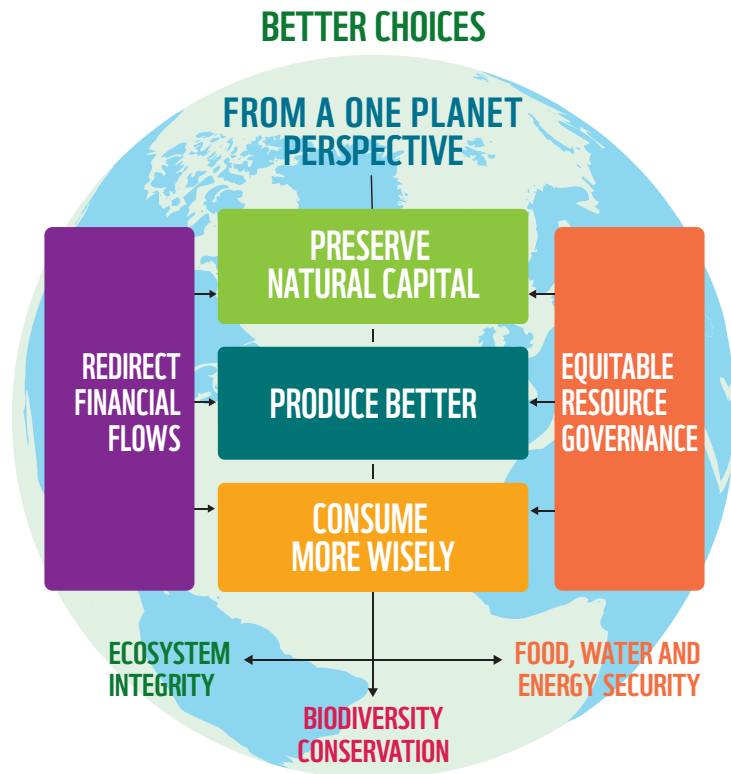 BETTER CHOICES
FROM A ONE PLANET
PERSPECTIVE
PRESERVE
NATURAL CAPITAL
REDIRECT
FINANCIAL
FLOWS
PRODUCE BETTER
EQUITABLE
RESOURCE
GOVERNANCE
CONSUME
MORE WISELY
ECOSYSTEM
INTEGRITY
BIODIVERSITY
CONSERVATION
FOOD, WATER AND
ENERGY SECURITY